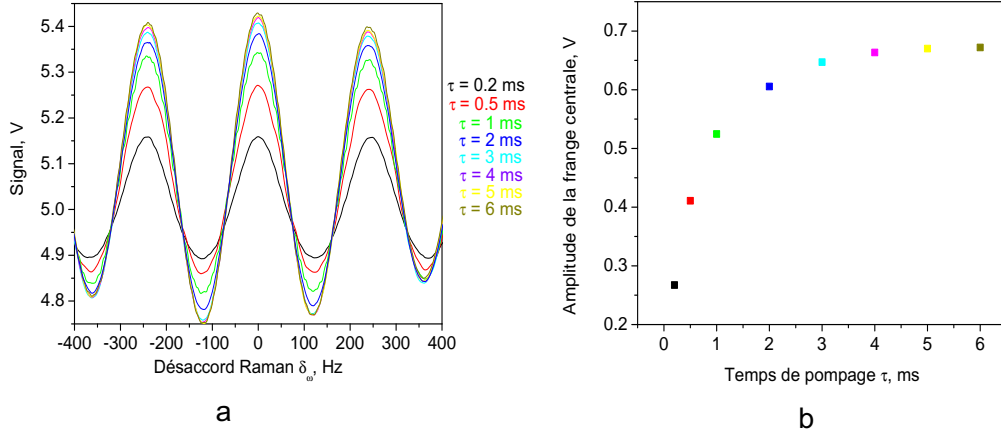 Signal, V
5.4
5.3
5.2
5.1
5.0
4.9
4.8
-400 -300 -200 -100 0 100 200 300 400
Désaccord Raman δω, Hz
τ = 0.2 ms
τ = 0.5 ms
τ = 1 ms
τ = 2 ms
τ = 3 ms
τ = 4 ms
τ = 5 ms
τ = 6 ms
a
Amplitude de la frange centrale, V
0.7
0.6
0.5
0.4
0.3
0.2
0 1 2 3 4 5 6
Temps de pompage τ, ms
b